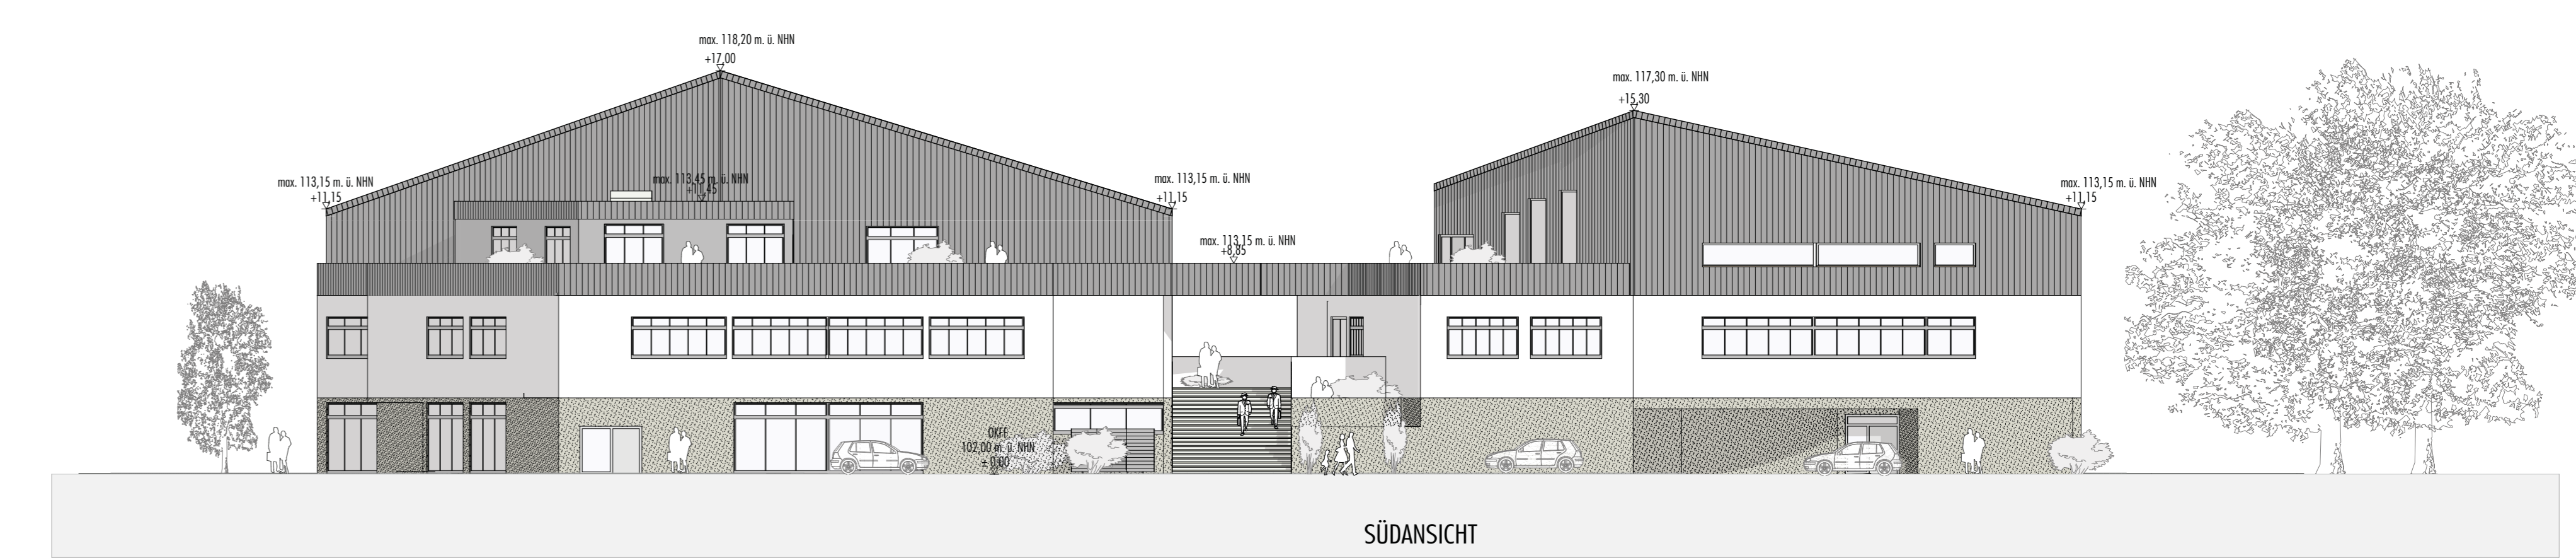 max. 118,20 m. ü. NHN
+17,00
max. 117,30 m. ü. NHN
+15,30
max. 113,15 m. ü. NHN
+11,15
max. 113,45 m. ü. NHN
+11,45
max. 113,15 m. ü. NHN
+11,15
max. 113,15 m. ü. NHN
+11,15
max. 113,15 m. ü. NHN
+8,85
OKFF
102,00 m. ü. NHN
± 0,00
SÜDANSICHT